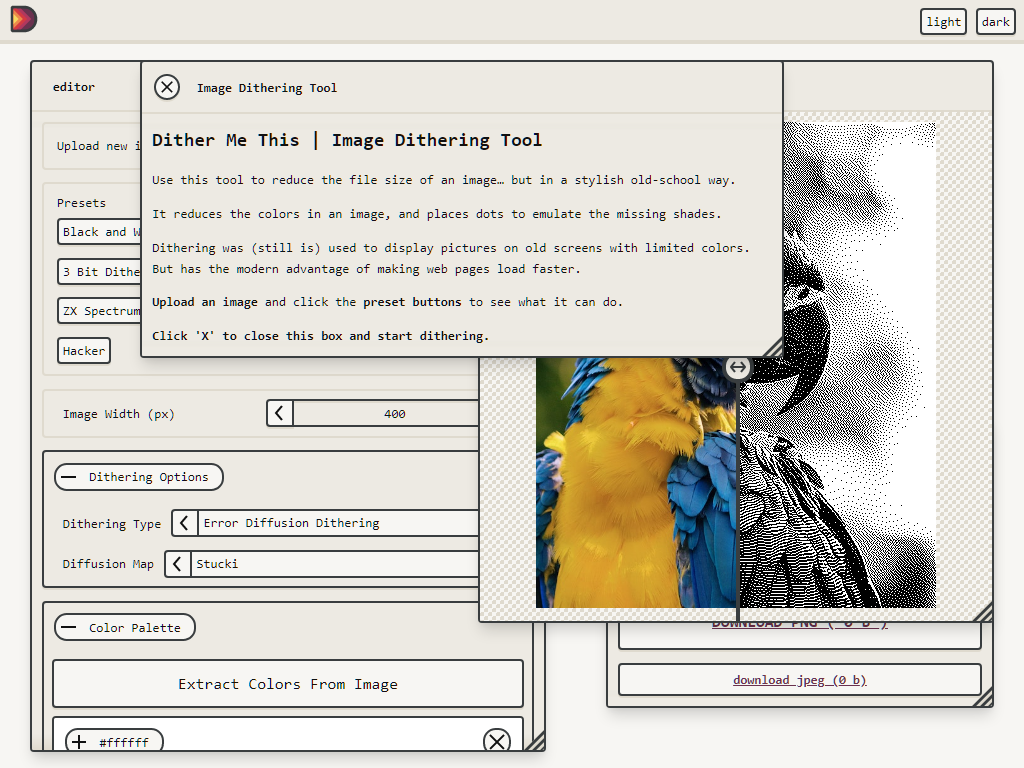 light
dark
editor
Image Dithering Tool
Dither Me This | Image Dithering Tool
Use this tool to reduce the file size of an image… but in a stylish old-school way.
It reduces the colors in an image, and places dots to emulate the missing shades.
Dithering was (still is) used to display pictures on old screens with limited colors.
But has the modern advantage of making web pages load faster.
Upload an image and click the preset buttons to see what it can do.
Click 'X' to close this box and start dithering.
Upload new i
Presets
Black and W
3 Bit Dithe
ZX Spectrum
Hacker
Image Width (px)
400
Dithering Options
Dithering Type
Error Diffusion Dithering
Diffusion Map
Stucki
Color Palette
Extract Colors From Image
#ffffff
DOWNLOAD PNG ( 0 b )
download jpeg (0 b)